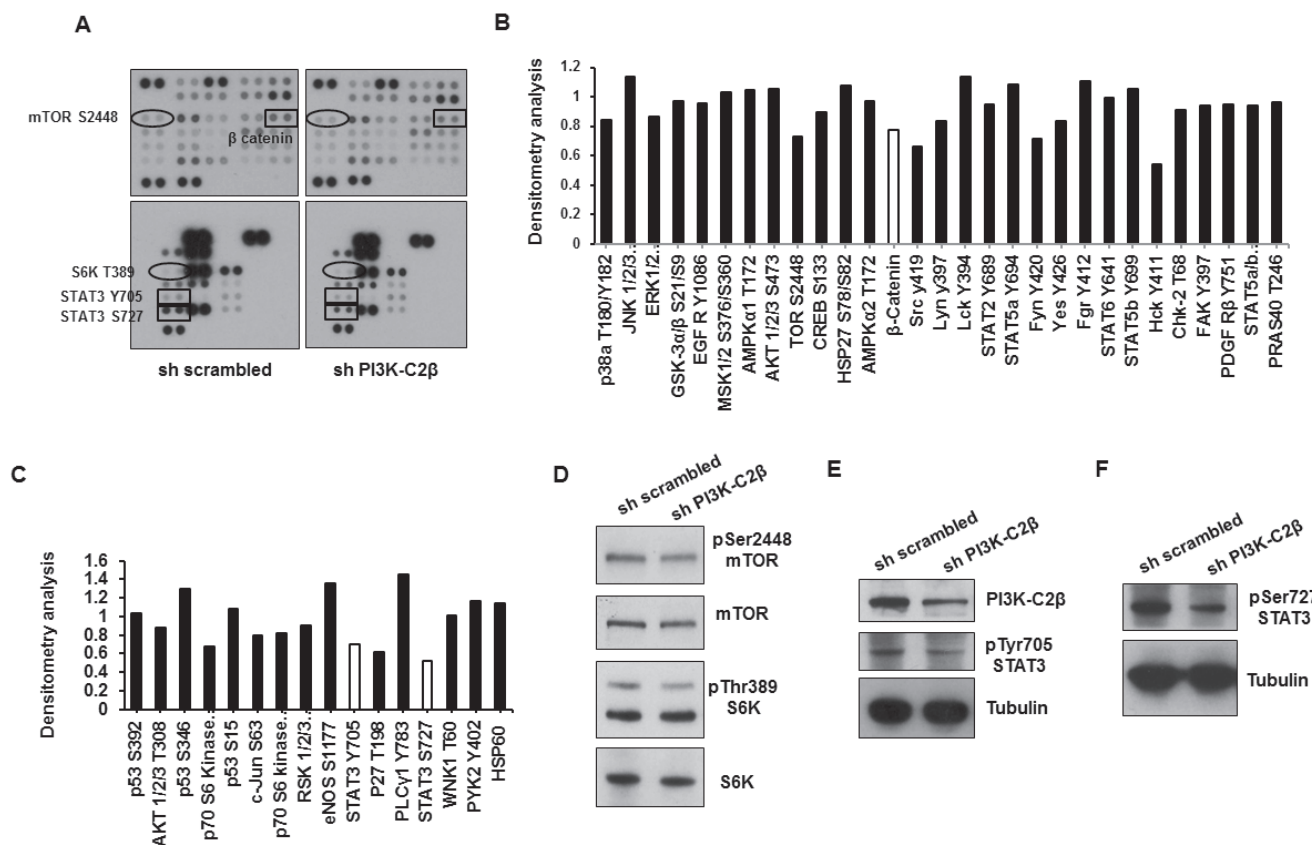 A
mTOR S2448
β catenin
S6K T389
STAT3 Y705
STAT3 S727
sh scrambled
sh PI3K-C2β
B
Densitometry analysis
1.2
1
0.8
0.6
0.4
0.2
0
p38a T180/Y182
JNK 1/2/3..
ERK1/2..
GSK-3α/β S21/S9
EGF R Y1086
MSK1/2 S376/S360
AMPKα1 T172
AKT 1/2/3 S473
TOR S2448
CREB S133
HSP27 S78/S82
AMPKα2 T172
β-Catenin
Src y419
Lyn y397
Lck Y394
STAT2 Y689
STAT5a Y694
Fyn Y420
Yes Y426
Fgr Y412
STAT6 Y641
STAT5b Y699
Hck Y411
Chk-2 T68
FAK Y397
PDGF Rβ Y751
STAT5a/b..
PRAS40 T246
C
Densitometry analysis
1.6
1.4
1.2
1
0.8
0.6
0.4
0.2
0
p53 S392
AKT 1/2/3 T308
p53 S346
p70 S6 Kinase..
p53 S15
c-Jun S63
p70 S6 kinase..
RSK 1/2/3..
eNOS S1177
STAT3 Y705
P27 T198
PLCγ1 Y783
STAT3 S727
WNK1 T60
PYK2 Y402
HSP60
D
sh scrambled
sh PI3K-C2β
pSer2448
mTOR
mTOR
pThr389
S6K
S6K
E
sh scrambled
sh PI3K-C2β
PI3K-C2β
pTyr705
STAT3
Tubulin
F
sh scrambled
sh PI3K-C2β
pSer727
STAT3
Tubulin